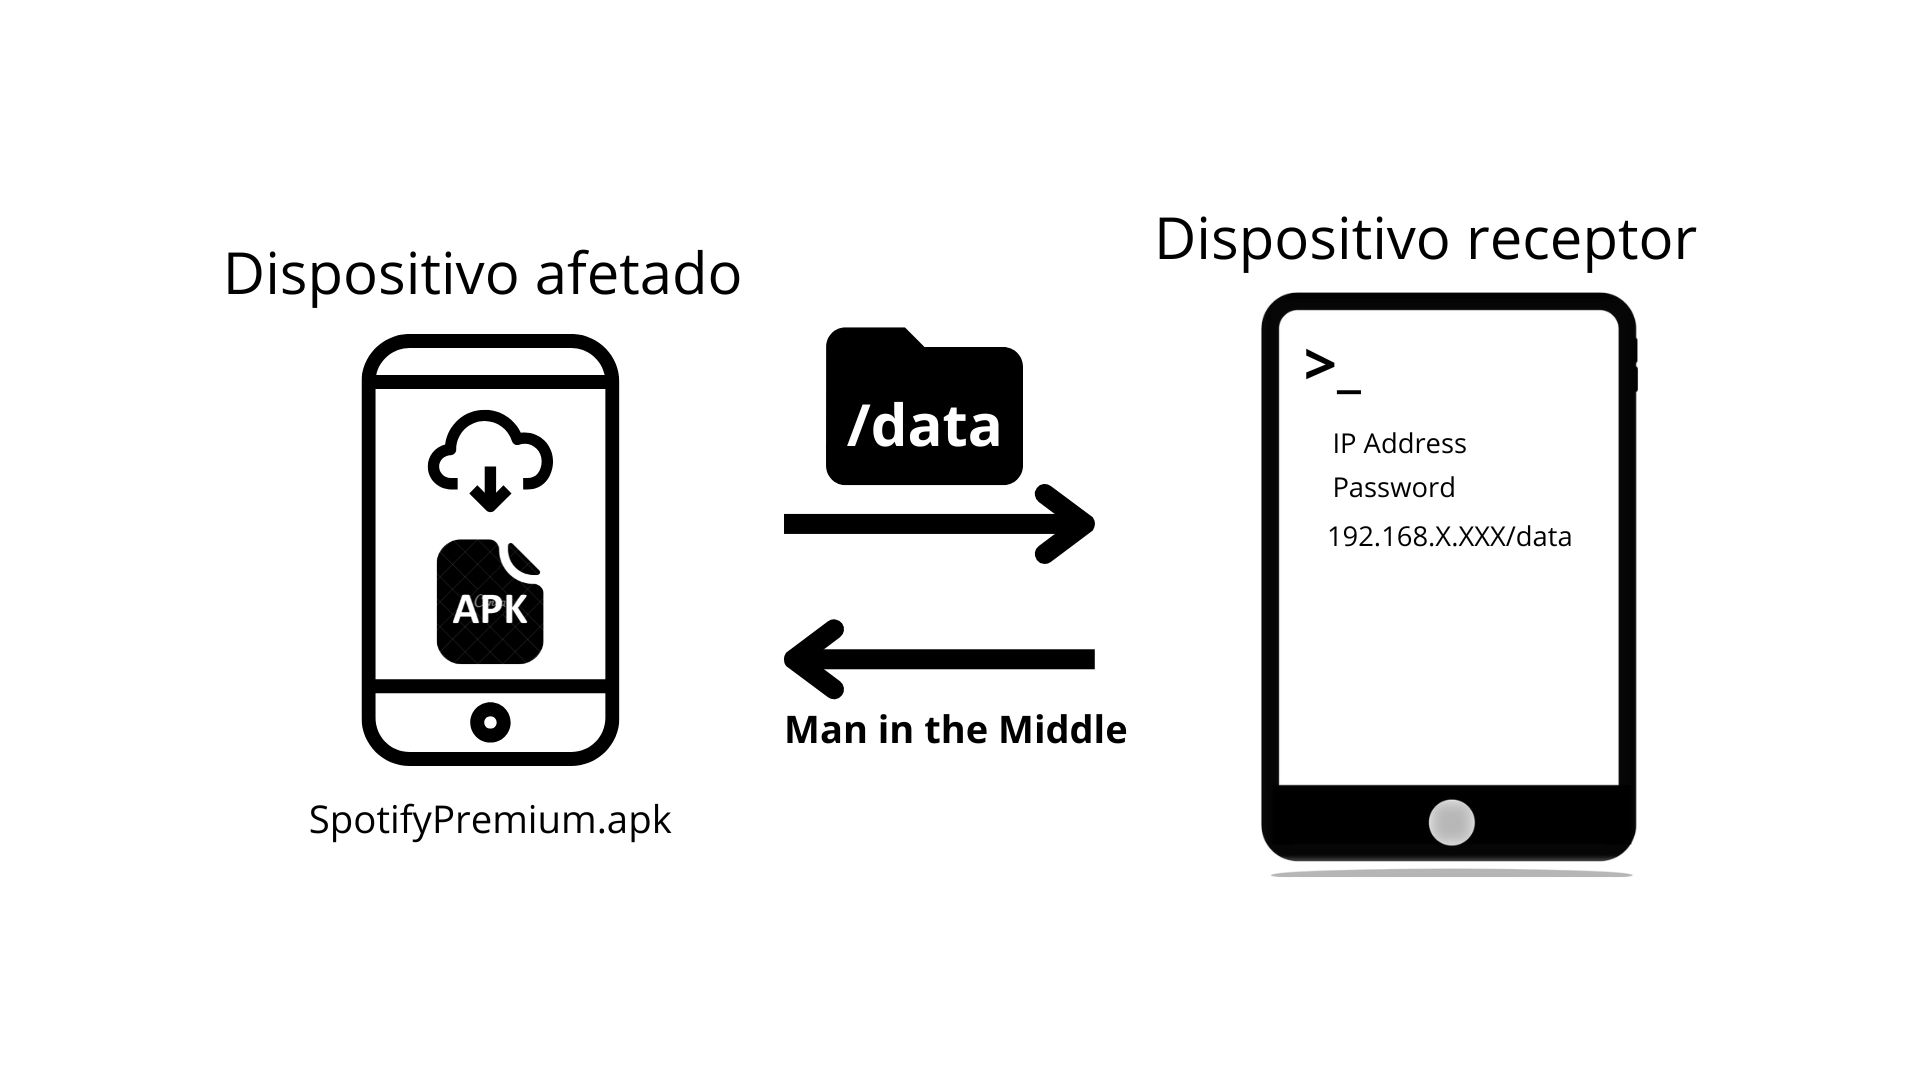 Dispositivo afetado
Dispositivo receptor
/data
>_
IP Address
Password
192.168.X.XXX/data
APK
Man in the Middle
SpotifyPremium.apk